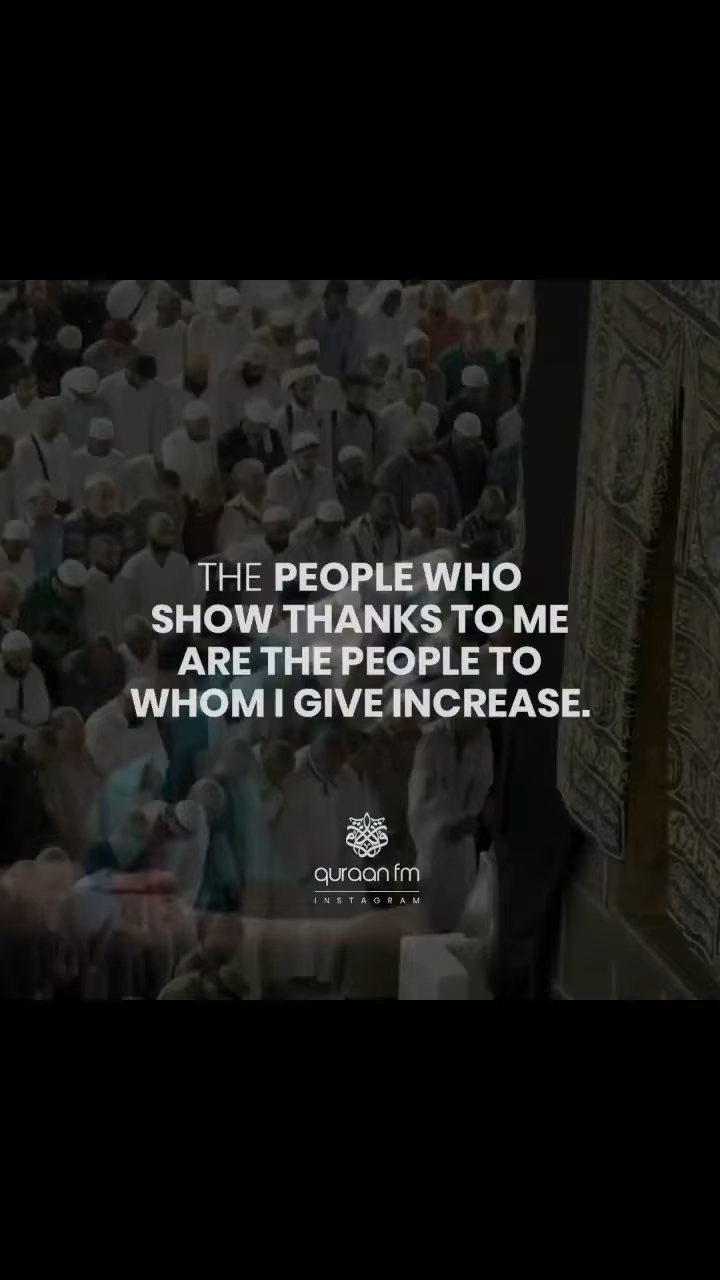 THE PEOPLE WHO
SHOW THANKS TO ME
ARE THE PEOPLE TO
WHOM I GIVE INCREASE.
quraan fm
INSTAGRAM